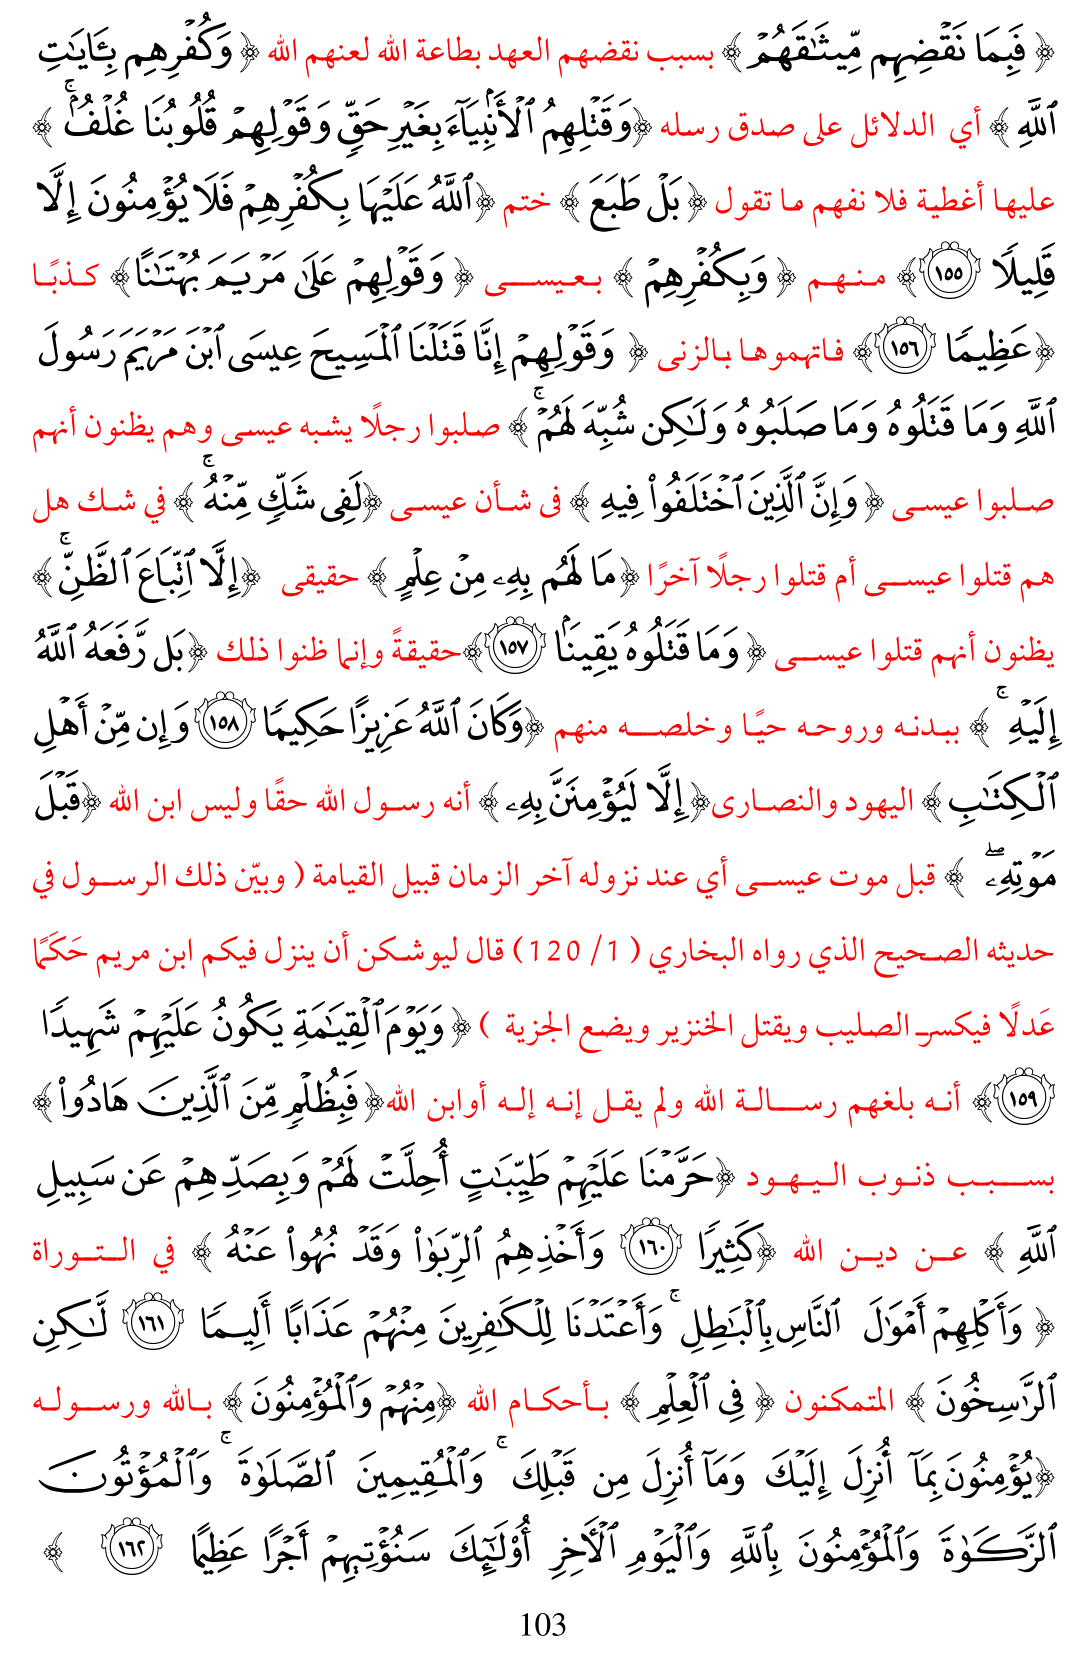 ﴿ فَبِمَا نَقۡضِهِم مِّيثَٰقَهُمۡ ﴾ بسبب نقضهم العهد بطاعة الله لعنهم الله ﴿ وَكُفۡرِهِم بِـَٔايَٰتِ
ٱللَّهِ ﴾ أي الدلائل على صدق رسله ﴿وَقَتۡلِهِمُ ٱلۡأَنۢبِيَآءَ بِغَيۡرِ حَقّٖ وَقَوۡلِهِمۡ قُلُوبُنَا غُلۡفُۢۚ ﴾
عليها أغطية فلا نفهم ما تقول ﴿ بَلۡ طَبَعَ ﴾ ختم ﴿ٱللَّهُ عَلَيۡهَا بِكُفۡرِهِمۡ فَلَا يُؤۡمِنُونَ إِلَّا
قَلِيلٗا ١٥٥﴾ منهم ﴿ وَبِكُفۡرِهِمۡ ﴾ بعيسى ﴿ وَقَوۡلِهِمۡ عَلَىٰ مَرۡيَمَ بُهۡتَٰنًا﴾ كذبًا
﴿عَظِيمٗا ١٥٦﴾ فاتهموها بالزنى ﴿ وَقَوۡلِهِمۡ إِنَّا قَتَلۡنَا ٱلۡمَسِيحَ عِيسَى ٱبۡنَ مَرۡيَمَ رَسُولَ
ٱللَّهِ وَمَا قَتَلُوهُ وَمَا صَلَبُوهُ وَلَٰكِن شُبِّهَ لَهُمۡۚ ﴾ صلبوا رجلًا يشبه عيسى وهم يظنون أنهم
صلبوا عيسى ﴿ وَإِنَّ ٱلَّذِينَ ٱخۡتَلَفُواْ فِيهِ ﴾ فى شأن عيسى ﴿لَفِي شَكّٖ مِّنۡهُۚ ﴾ في شك هل
هم قتلوا عيسى أم قتلوا رجلًا آخرًا ﴿ مَا لَهُم بِهِۦ مِنۡ عِلۡمٍ ﴾ حقيقى ﴿إِلَّا ٱتِّبَاعَ ٱلظَّنِّۚ ﴾
يظنون أنهم قتلوا عيسى ﴿ وَمَا قَتَلُوهُ يَقِينَۢا ١٥٧﴾حقيقةً وإنما ظنوا ذلك ﴿بَل رَّفَعَهُ ٱللَّهُ
إِلَيۡهِۚ ﴾ ببدنه وروحه حيًا وخلصه منهم ﴿وَكَانَ ٱللَّهُ عَزِيزًا حَكِيمٗا ١٥٨ وَإِن مِّنۡ أَهۡلِ
ٱلۡكِتَٰبِ ﴾ اليهود والنصارى﴿ إِلَّا لَيُؤۡمِنَنَّ بِهِۦ ﴾ أنه رسول الله حقًا وليس ابن الله ﴿قَبۡلَ
مَوۡتِهِۦۖ ﴾ قبل موت عيسى أي عند نزوله آخر الزمان قبيل القيامة ( وبيّن ذلك الرسول في
حديثه الصحيح الذي رواه البخاري ( 1/ 120) قال ليوشكن أن ينزل فيكم ابن مريم حَكَمًا
عَدلًا فيكسر الصليب ويقتل الخنزير ويضع الجزية ) ﴿ وَيَوۡمَ ٱلۡقِيَٰمَةِ يَكُونُ عَلَيۡهِمۡ شَهِيدٗا
١٥٩﴾ أنه بلغهم رسالة الله ولم يقل إنه إله أوابن الله﴿ فَبِظُلۡمٖ مِّنَ ٱلَّذِينَ هَادُواْ﴾
بسبب ذنوب اليهود ﴿حَرَّمۡنَا عَلَيۡهِمۡ طَيِّبَٰتٍ أُحِلَّتۡ لَهُمۡ وَبِصَدِّهِمۡ عَن سَبِيلِ
ٱللَّهِ ﴾ عن دين الله ﴿كَثِيرٗا ١٦٠ وَأَخۡذِهِمُ ٱلرِّبَوٰاْ وَقَدۡ نُهُواْ عَنۡهُ ﴾ في التوراة
﴿ وَأَكۡلِهِمۡ أَمۡوَٰلَ ٱلنَّاسِ بِٱلۡبَٰطِلِۚ وَأَعۡتَدۡنَا لِلۡكَٰفِرِينَ مِنۡهُمۡ عَذَابًا أَلِيمٗا ١٦١ لَّٰكِنِ
ٱلرَّٰسِخُونَ ﴾ المتمكنون ﴿ فِي ٱلۡعِلۡمِ ﴾ بأحكام الله ﴿مِنۡهُمۡ وَٱلۡمُؤۡمِنُونَ ﴾ بالله ورسوله
﴿يُؤۡمِنُونَ بِمَآ أُنزِلَ إِلَيۡكَ وَمَآ أُنزِلَ مِن قَبۡلِكَۚ وَٱلۡمُقِيمِينَ ٱلصَّلَوٰةَۚ وَٱلۡمُؤۡتُونَ
ٱلزَّكَوٰةَ وَٱلۡمُؤۡمِنُونَ بِٱللَّهِ وَٱلۡيَوۡمِ ٱلۡأٓخِرِ أُوْلَٰٓئِكَ سَنُؤۡتِيهِمۡ أَجۡرًا عَظِيمًا ١٦٢ ﴾
103